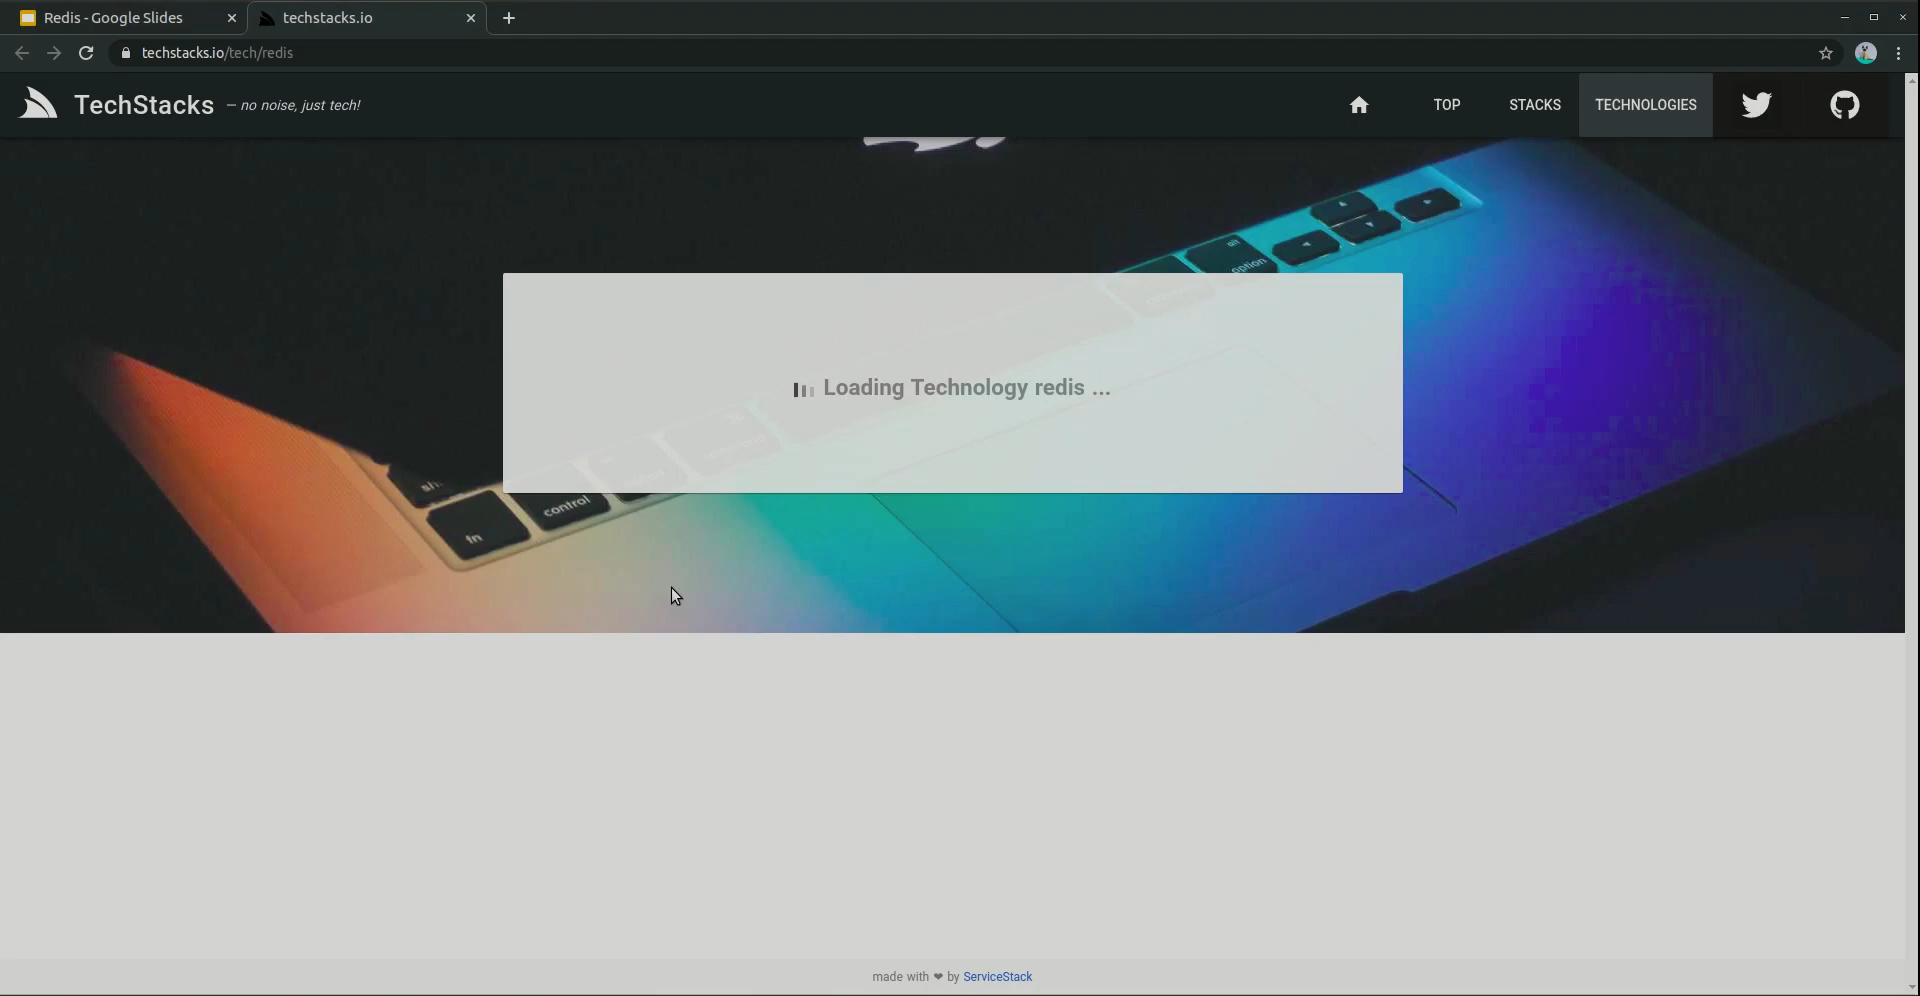 Redis - Google Slides
techstacks.io
techstacks.io/tech/redis
TechStacks – no noise, just tech!
TOP
STACKS
TECHNOLOGIES
alt
option
Loading Technology redis ...
control
fn
made with ❤ by ServiceStack